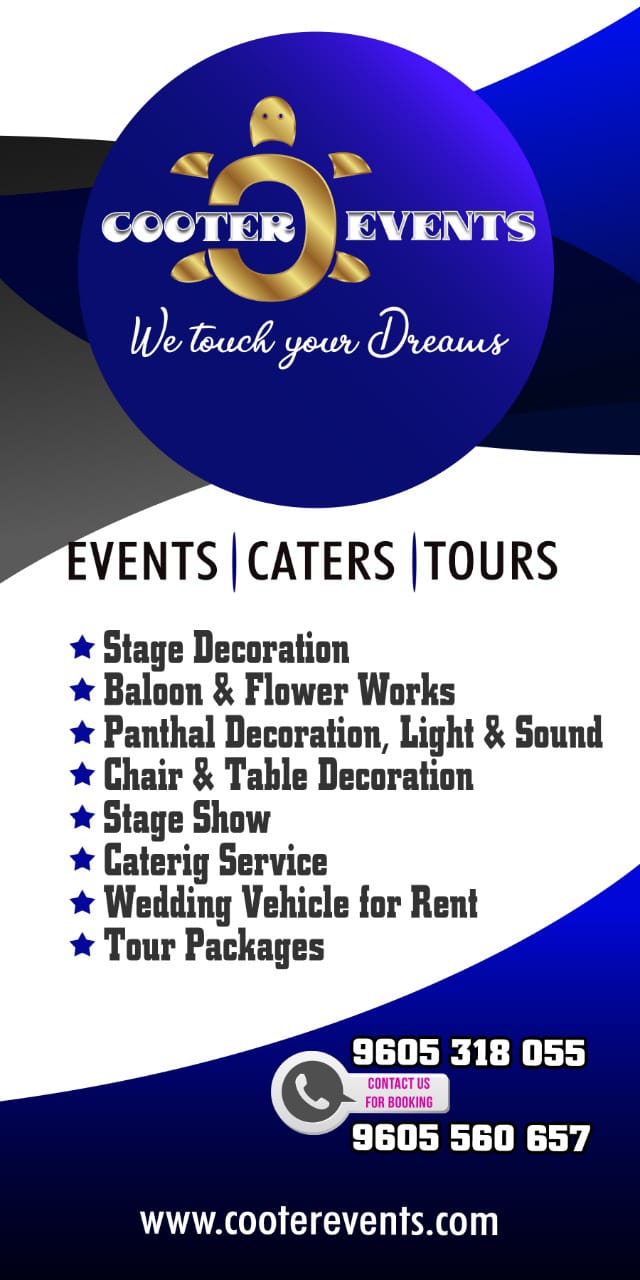 COOTER EVENTS
We touch your Dreams
EVENTS | CATERS | TOURS
Stage Decoration
Baloon & Flower Works
Panthal Decoration, Light & Sound
Chair & Table Decoration
Stage Show
Caterig Service
Wedding Vehicle for Rent
Tour Packages
9605 318 055
CONTACT US
FOR BOOKING
9605 560 657
www.cooterevents.com